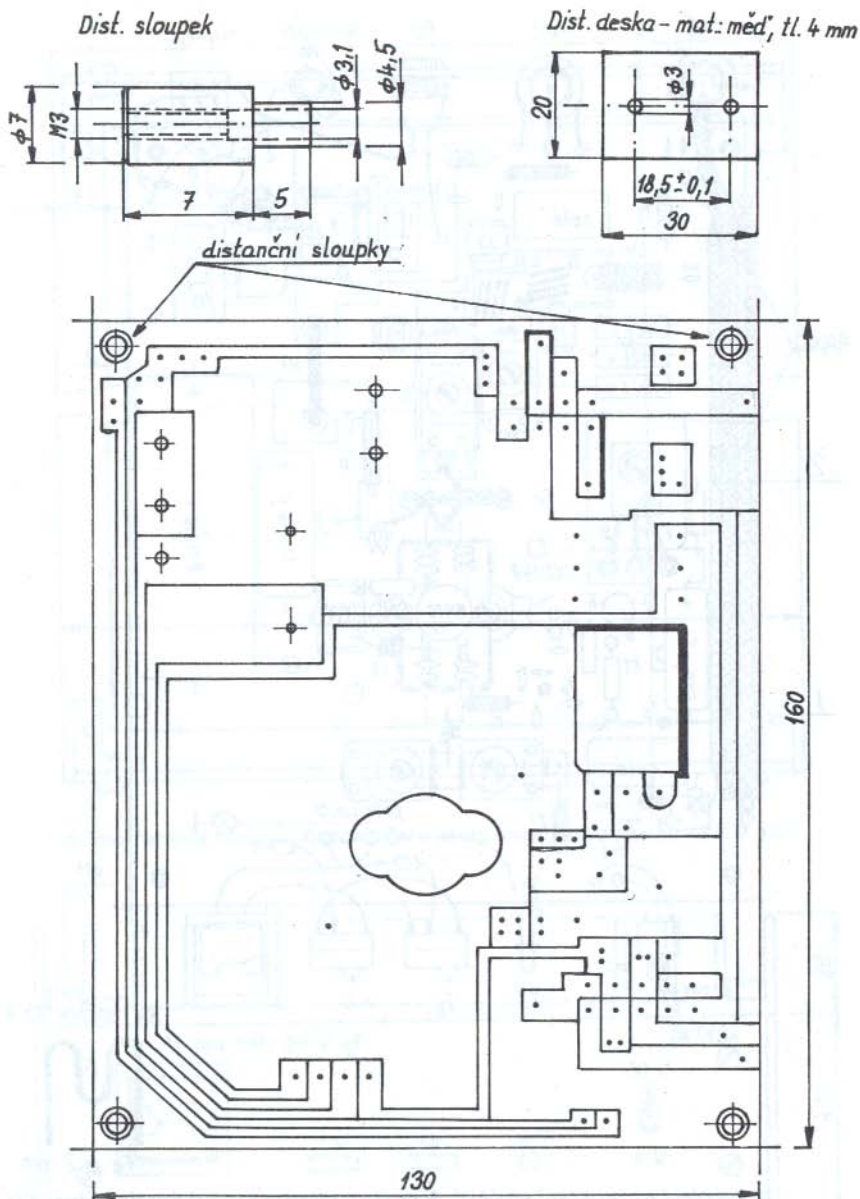 Dist. sloupek
Dist. deska – mat.: měď, tl. 4 mm
ϕ7
M3
ϕ3,1
ϕ4,5
7
5
20
ϕ3
18,5±0,1
30
distanční sloupky
160
130